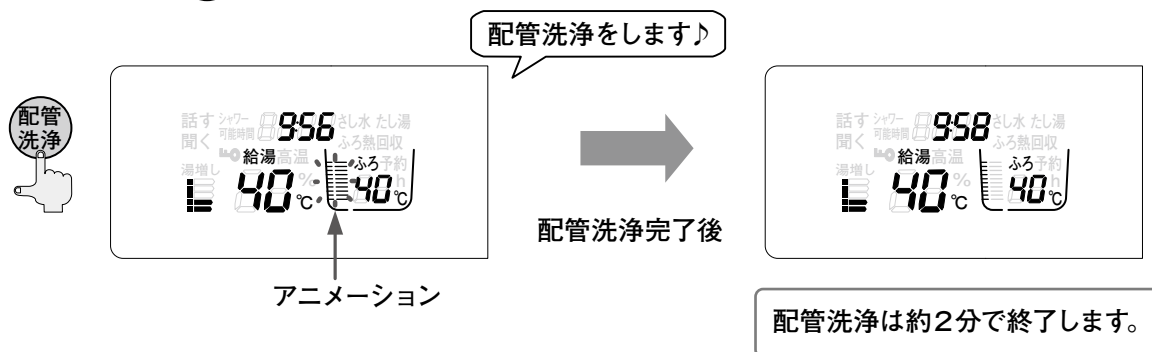 配管洗浄をします♪
配管
洗浄
話す シャワー 可能時間 9:56 さし水 たし湯
聞く ふろ熱回収
湯増し 給湯 高温 ふろ 予約
L 40 % ℃ 40 h ℃
アニメーション
配管洗浄完了後
話す シャワー 可能時間 9:58 さし水 たし湯
聞く ふろ熱回収
湯増し 給湯 高温 ふろ 予約
L 40 % ℃ 40 h ℃
配管洗浄は約2分で終了します。